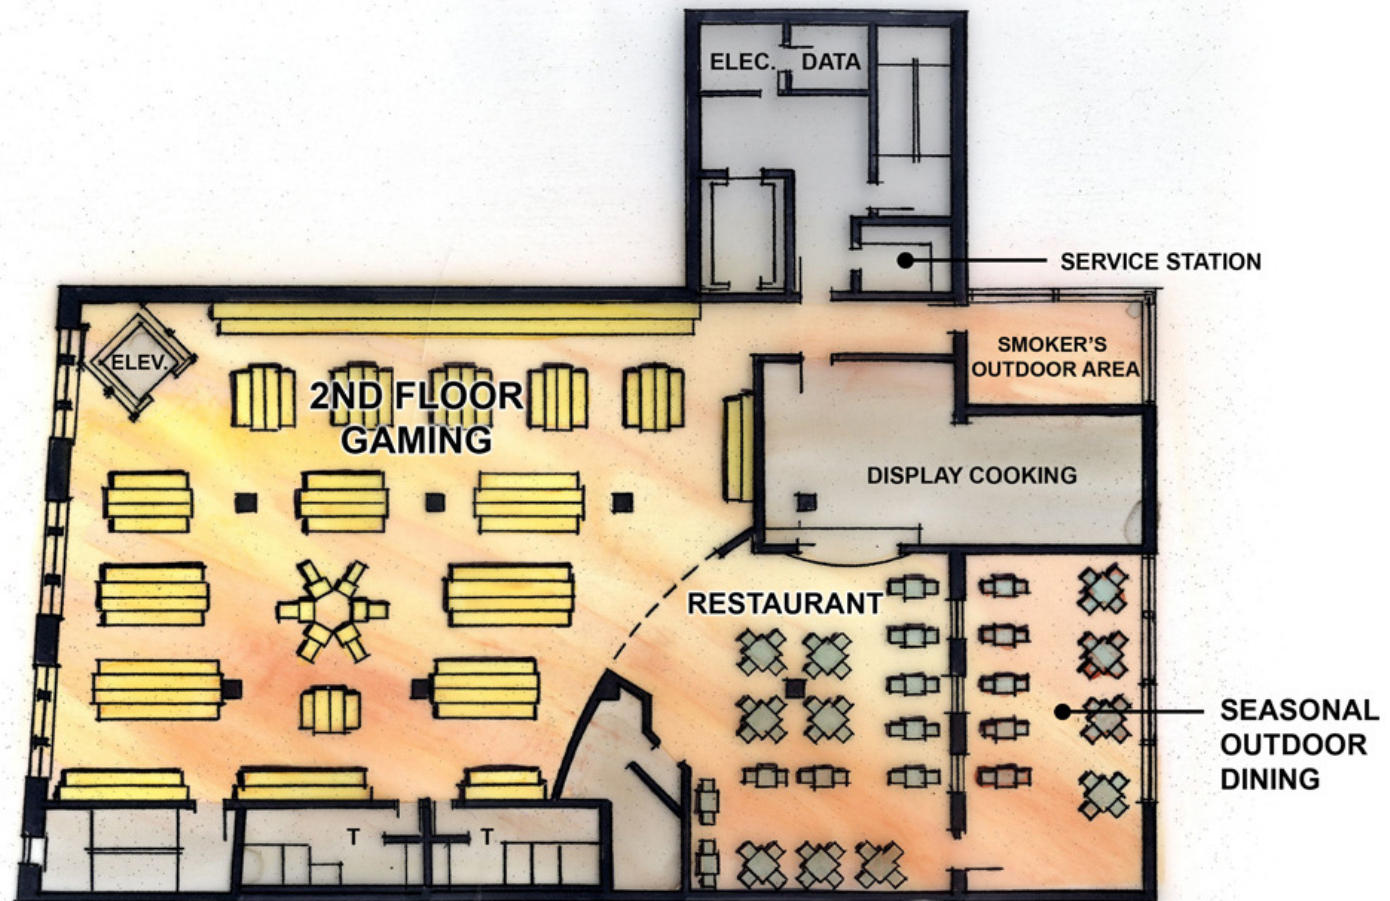 ELEC. DATA
SERVICE STATION
SMOKER'S
OUTDOOR AREA
ELEV.
2ND FLOOR
GAMING
DISPLAY COOKING
RESTAURANT
SEASONAL
OUTDOOR
DINING
T T